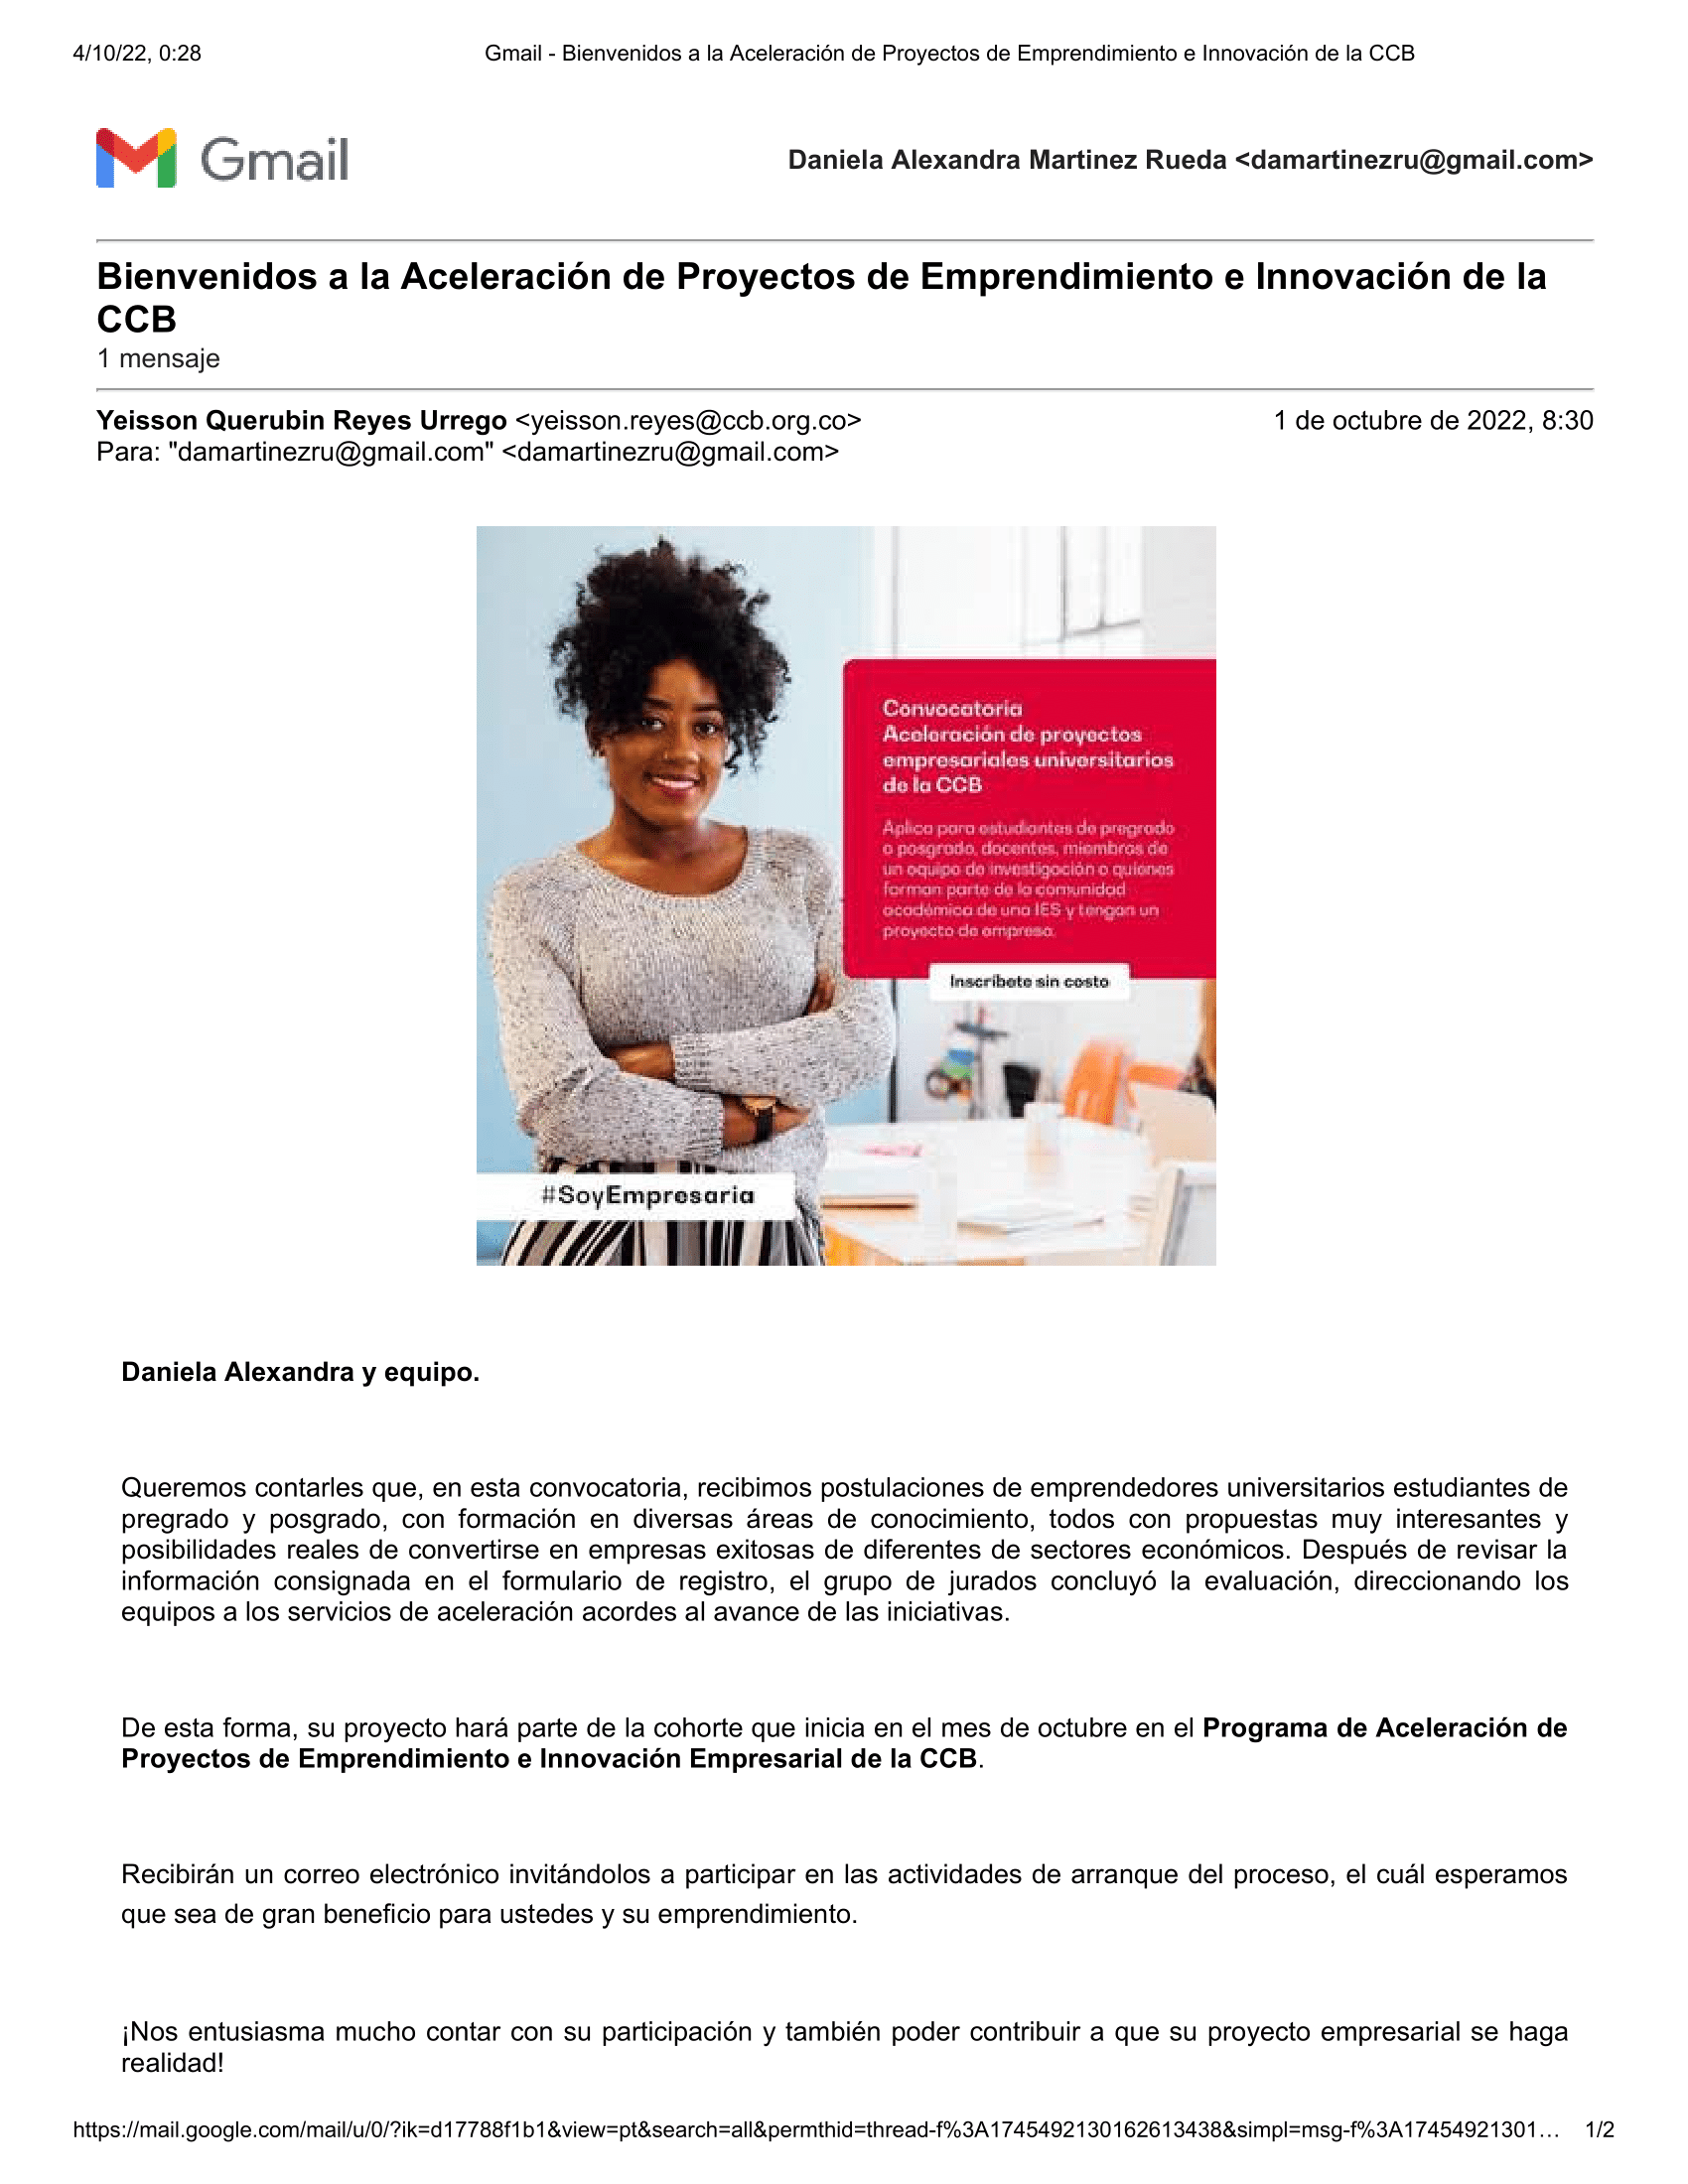 4/10/22, 0:28
Gmail - Bienvenidos a la Aceleración de Proyectos de Emprendimiento e Innovación de la CCB
Gmail
Daniela Alexandra Martinez Rueda <damartinezru@gmail.com>
Bienvenidos a la Aceleración de Proyectos de Emprendimiento e Innovación de la
CCB
1 mensaje
Yeisson Querubin Reyes Urrego <yeisson.reyes@ccb.org.co>
1 de octubre de 2022, 8:30
Para: "damartinezru@gmail.com" <damartinezru@gmail.com>
Convocatoria
Aceleración de proyectos
empresariales universitarios
de la CCB
Aplica para estudiantes de pregrado
o posgrado, docentes, miembros de
un equipo de investigación o quienes
forman parte de la comunidad
académica de una IES y tengan un
proyecto de empresa.
Inscríbete sin costo
#SoyEmpresaria
Daniela Alexandra y equipo.
Queremos contarles que, en esta convocatoria, recibimos postulaciones de emprendedores universitarios estudiantes de
pregrado y posgrado, con formación en diversas áreas de conocimiento, todos con propuestas muy interesantes y
posibilidades reales de convertirse en empresas exitosas de diferentes de sectores económicos. Después de revisar la
información consignada en el formulario de registro, el grupo de jurados concluyó la evaluación, direccionando los
equipos a los servicios de aceleración acordes al avance de las iniciativas.
De esta forma, su proyecto hará parte de la cohorte que inicia en el mes de octubre en el Programa de Aceleración de
Proyectos de Emprendimiento e Innovación Empresarial de la CCB.
Recibirán un correo electrónico invitándolos a participar en las actividades de arranque del proceso, el cuál esperamos
que sea de gran beneficio para ustedes y su emprendimiento.
¡Nos entusiasma mucho contar con su participación y también poder contribuir a que su proyecto empresarial se haga
realidad!
https://mail.google.com/mail/u/0/?ik=d17788f1b1&view=pt&search=all&permthid=thread-f%3A1745492130162613438&simpl=msg-f%3A17454921301…
1/2